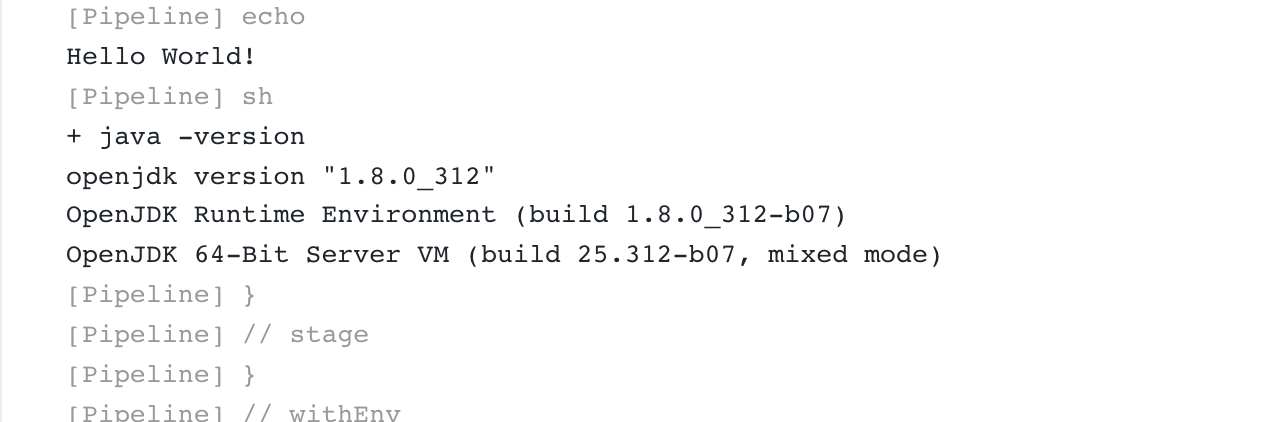 [Pipeline] echo
Hello World!
[Pipeline] sh
+ java -version
openjdk version "1.8.0_312"
OpenJDK Runtime Environment (build 1.8.0_312-b07)
OpenJDK 64-Bit Server VM (build 25.312-b07, mixed mode)
[Pipeline] }
[Pipeline] // stage
[Pipeline] }
[Pipeline] // withEnv